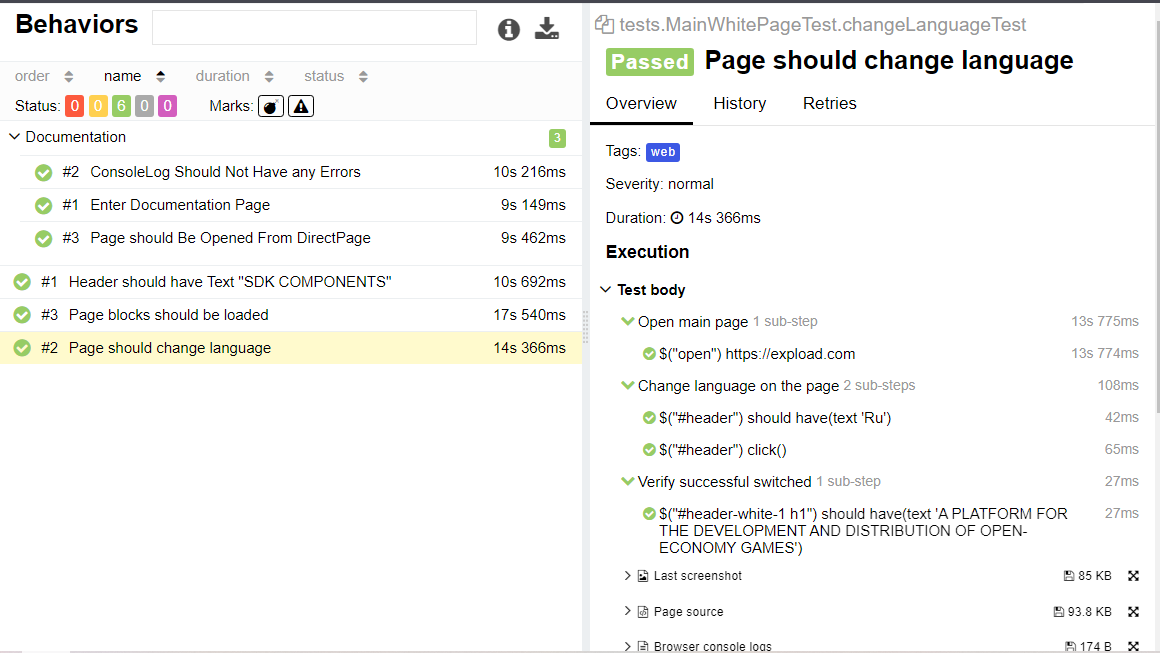 Behaviors
order name duration status
Status: 0 0 6 0 0 Marks:
Documentation 3
#2 ConsoleLog Should Not Have any Errors 10s 216ms
#1 Enter Documentation Page 9s 149ms
#3 Page should Be Opened From DirectPage 9s 462ms
#1 Header should have Text "SDK COMPONENTS" 10s 692ms
#3 Page blocks should be loaded 17s 540ms
#2 Page should change language 14s 366ms
tests.MainWhitePageTest.changeLanguageTest
Passed Page should change language
Overview History Retries
Tags: web
Severity: normal
Duration: 14s 366ms
Execution
Test body
Open main page 1 sub-step 13s 775ms
$("open") https://expload.com 13s 774ms
Change language on the page 2 sub-steps 108ms
$("#header") should have(text 'Ru') 42ms
$("#header") click() 65ms
Verify successful switched 1 sub-step 27ms
$("#header-white-1 h1") should have(text 'A PLATFORM FOR 27ms
THE DEVELOPMENT AND DISTRIBUTION OF OPEN-
ECONOMY GAMES')
Last screenshot 85 KB
Page source 93.8 KB
Browser console logs 174 B